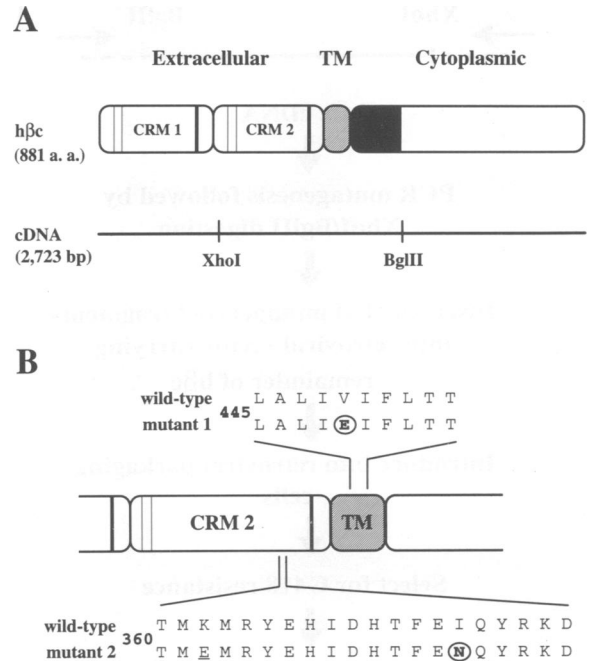 A
Extracellular TM Cytoplasmic
hβc
(881 a. a.)
CRM 1 CRM 2
cDNA
(2,723 bp)
XhoI BglII
B
wild-type L A L I V I F L T T
445
mutant 1 L A L I E I F L T T
CRM 2 TM
wild-type T M K M R Y E H I D H T F E I Q Y R K D
360
mutant 2 T M E M R Y E H I D H T F E N Q Y R K D